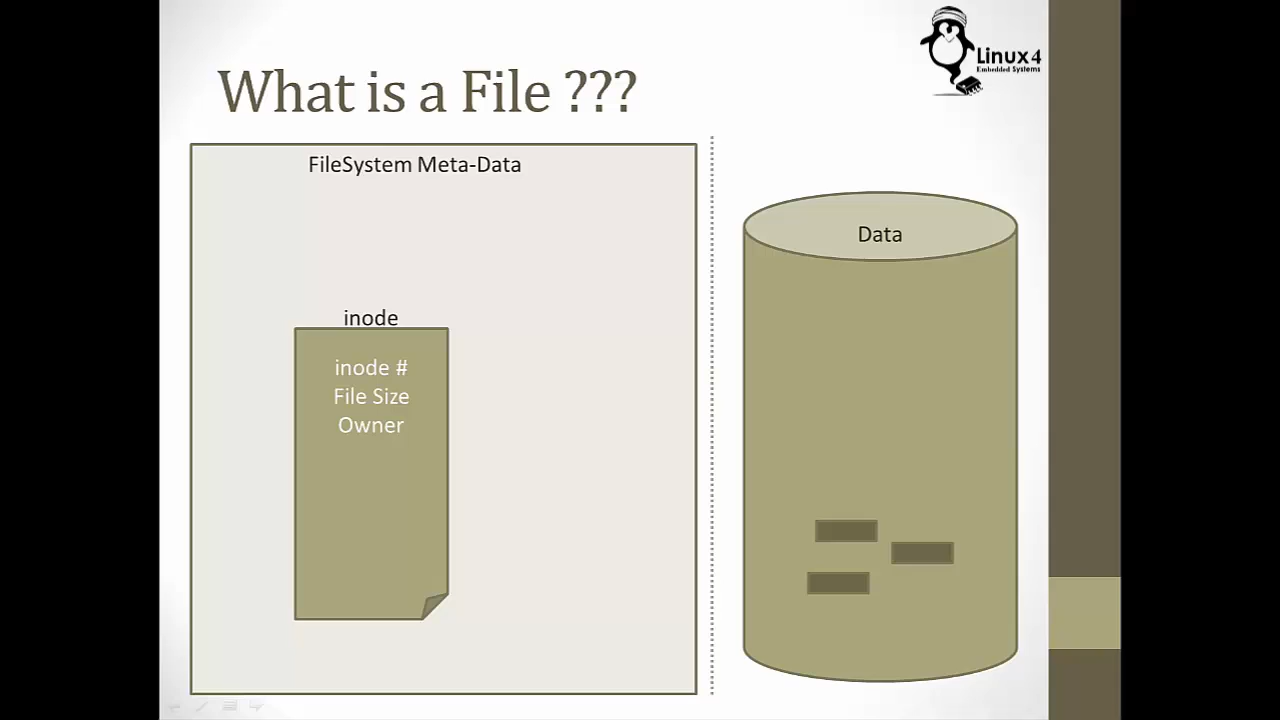 Linux4
Embedded Systems
What is a File ???
FileSystem Meta-Data
Data
inode
inode #
File Size
Owner